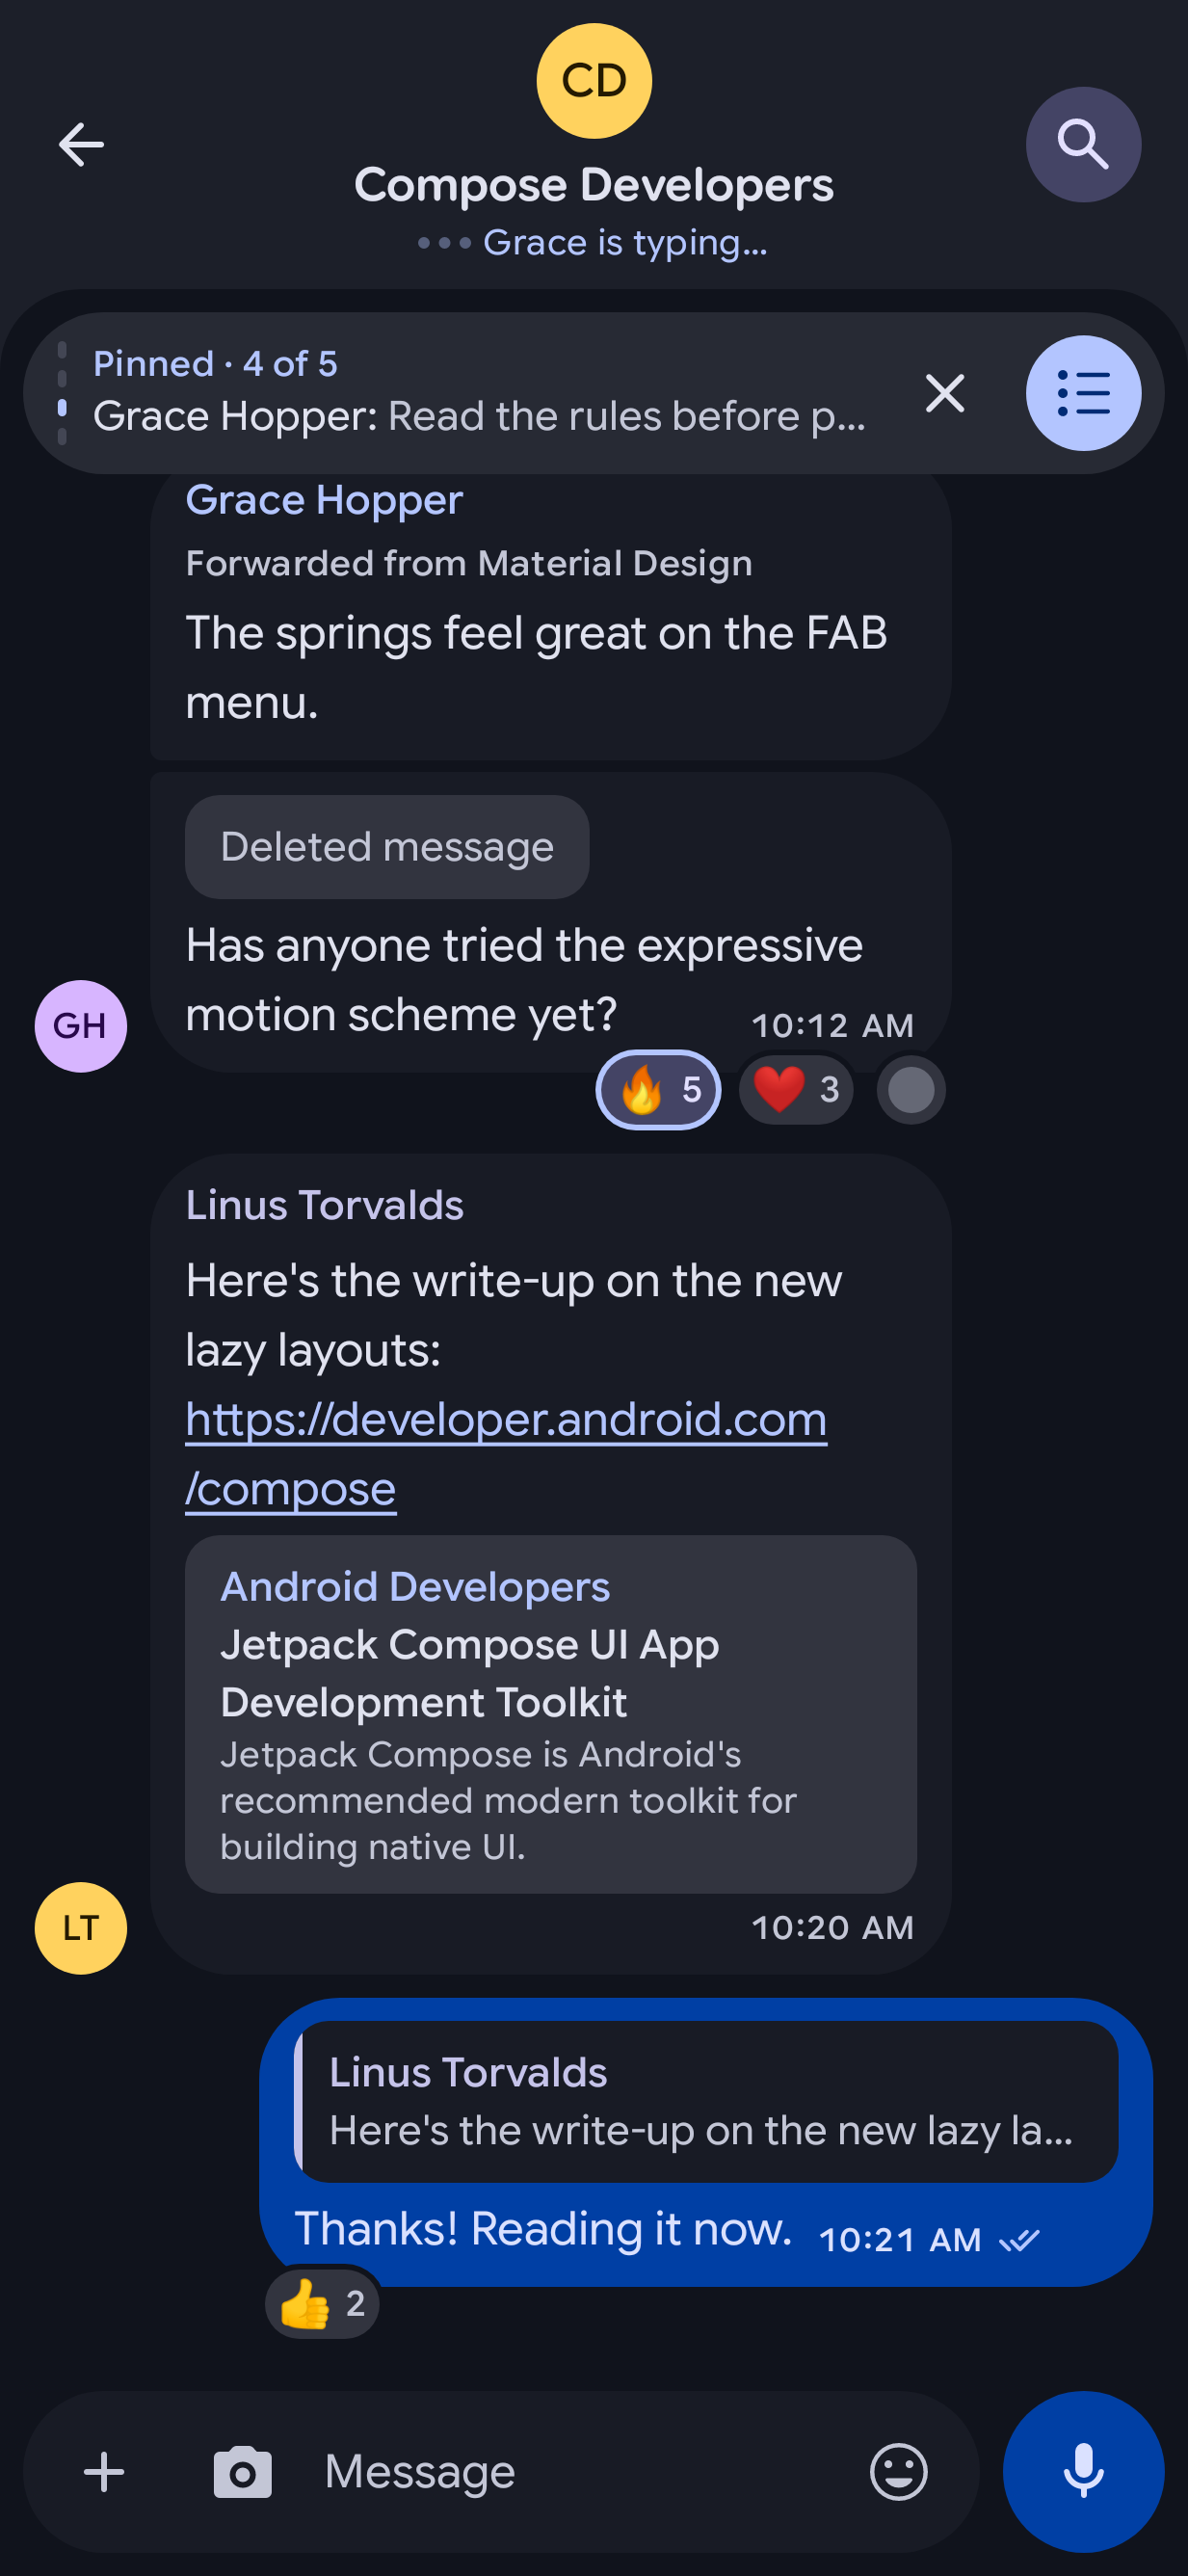 CD
Compose Developers
Grace is typing...
Pinned · 4 of 5
Grace Hopper: Read the rules before p...
Grace Hopper
Forwarded from Material Design
The springs feel great on the FAB
menu.
Deleted message
Has anyone tried the expressive
motion scheme yet?
10:12 AM
GH
5
3
Linus Torvalds
Here's the write-up on the new
lazy layouts:
https://developer.android.com
/compose
Android Developers
Jetpack Compose UI App
Development Toolkit
Jetpack Compose is Android's
recommended modern toolkit for
building native UI.
LT
10:20 AM
Linus Torvalds
Here's the write-up on the new lazy la...
Thanks! Reading it now. 10:21 AM
2
Message